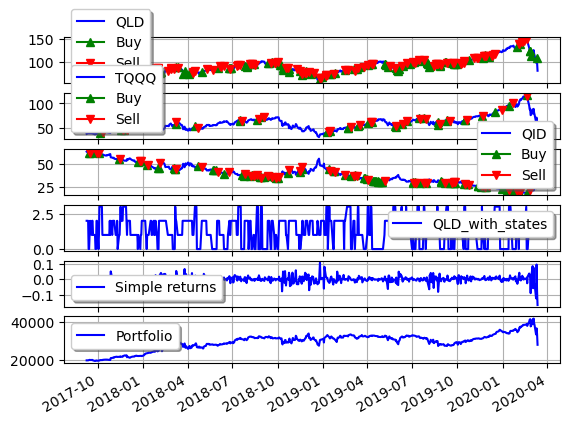 QLD
Buy
Sell
150
100
TQQQ
Buy
Sell
100
50
QID
Buy
Sell
50
25
QLD_with_states
2.5
0.0
Simple returns
0.1
0.0
−0.1
Portfolio
40000
20000
2017-10 2018-01 2018-04 2018-07 2018-10 2019-01 2019-04 2019-07 2019-10 2020-01 2020-04